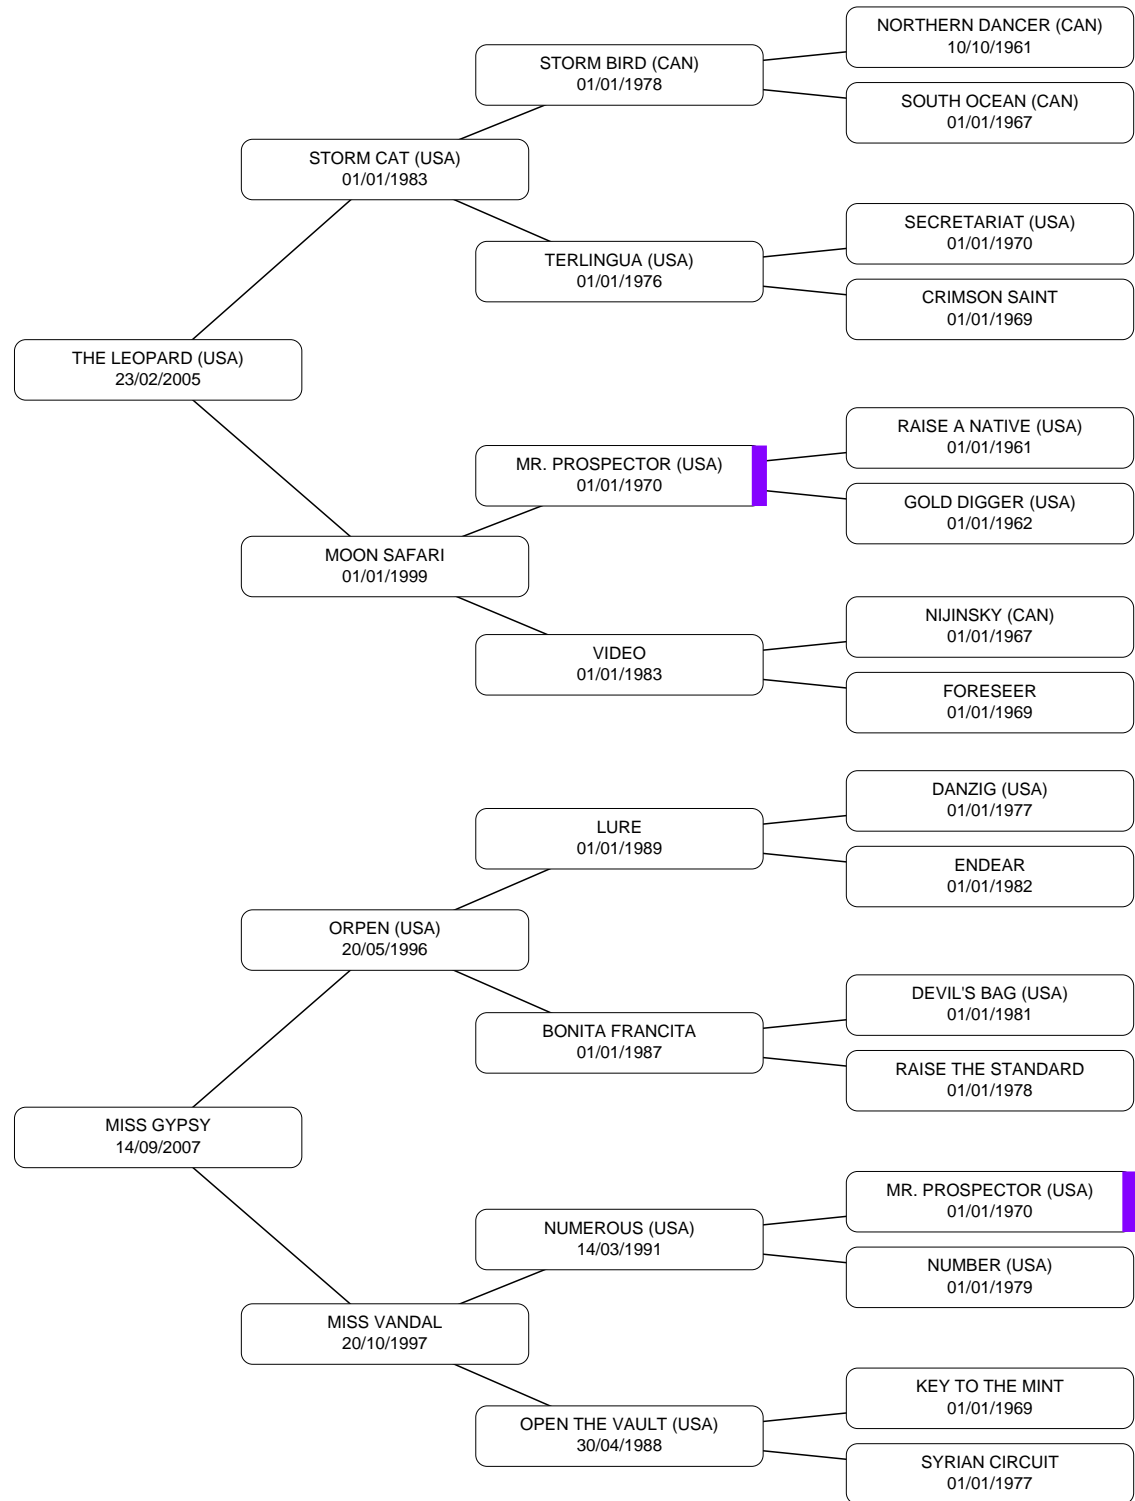 NORTHERN DANCER (CAN)
10/10/1961
STORM BIRD (CAN)
01/01/1978
SOUTH OCEAN (CAN)
01/01/1967
STORM CAT (USA)
01/01/1983
SECRETARIAT (USA)
01/01/1970
TERLINGUA (USA)
01/01/1976
CRIMSON SAINT
01/01/1969
THE LEOPARD (USA)
23/02/2005
RAISE A NATIVE (USA)
01/01/1961
MR. PROSPECTOR (USA)
01/01/1970
GOLD DIGGER (USA)
01/01/1962
MOON SAFARI
01/01/1999
NIJINSKY (CAN)
01/01/1967
VIDEO
01/01/1983
FORESEER
01/01/1969
DANZIG (USA)
01/01/1977
LURE
01/01/1989
ENDEAR
01/01/1982
ORPEN (USA)
20/05/1996
DEVIL'S BAG (USA)
01/01/1981
BONITA FRANCITA
01/01/1987
RAISE THE STANDARD
01/01/1978
MISS GYPSY
14/09/2007
MR. PROSPECTOR (USA)
01/01/1970
NUMEROUS (USA)
14/03/1991
NUMBER (USA)
01/01/1979
MISS VANDAL
20/10/1997
KEY TO THE MINT
01/01/1969
OPEN THE VAULT (USA)
30/04/1988
SYRIAN CIRCUIT
01/01/1977